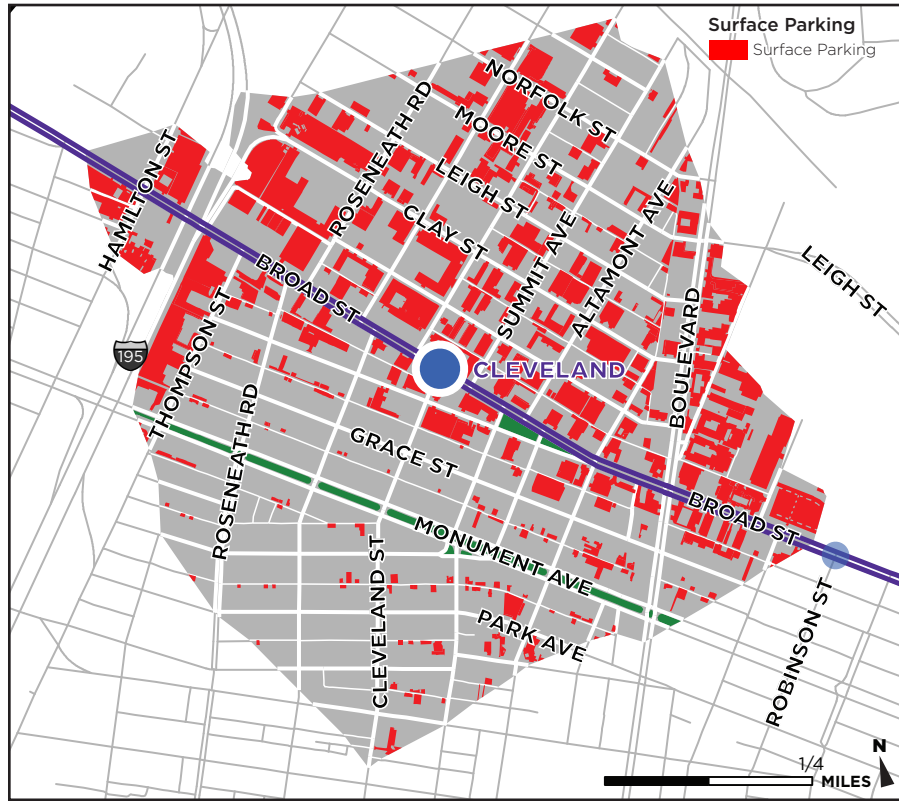 Surface Parking
Surface Parking
NORFOLK ST
MOORE ST
ROSENEATH RD
LEIGH ST
HAMILTON ST
CLAY ST
ALTAMONT AVE
SUMMIT AVE
LEIGH ST
BROAD ST
THOMPSON ST
BOULEVARD
195
CLEVELAND
ROSENEATH RD
GRACE ST
BROAD ST
MONUMENT AVE
CLEVELAND ST
PARK AVE
ROBINSON ST
N
1/4
MILES